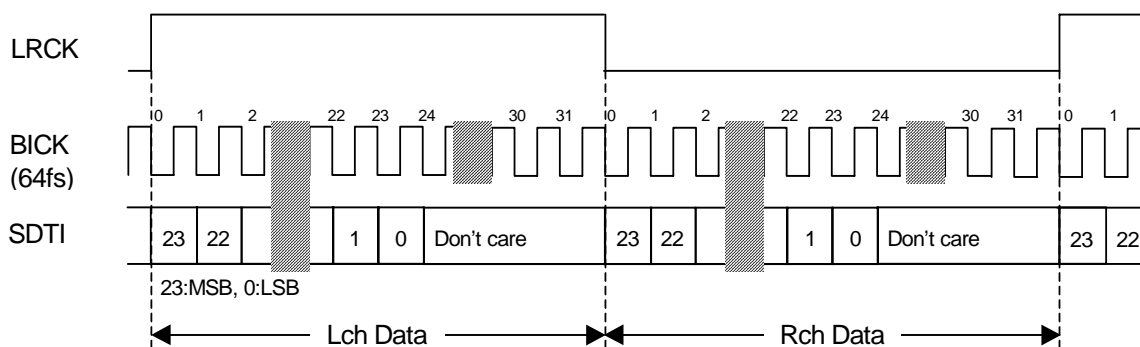 LRCK
0 1 2 22 23 24 30 31 0 1 2 22 23 24 30 31 0 1
BICK
(64fs)
SDTI 23 22 1 0 Don't care 23 22 1 0 Don't care 23 22
23:MSB, 0:LSB
Lch Data Rch Data